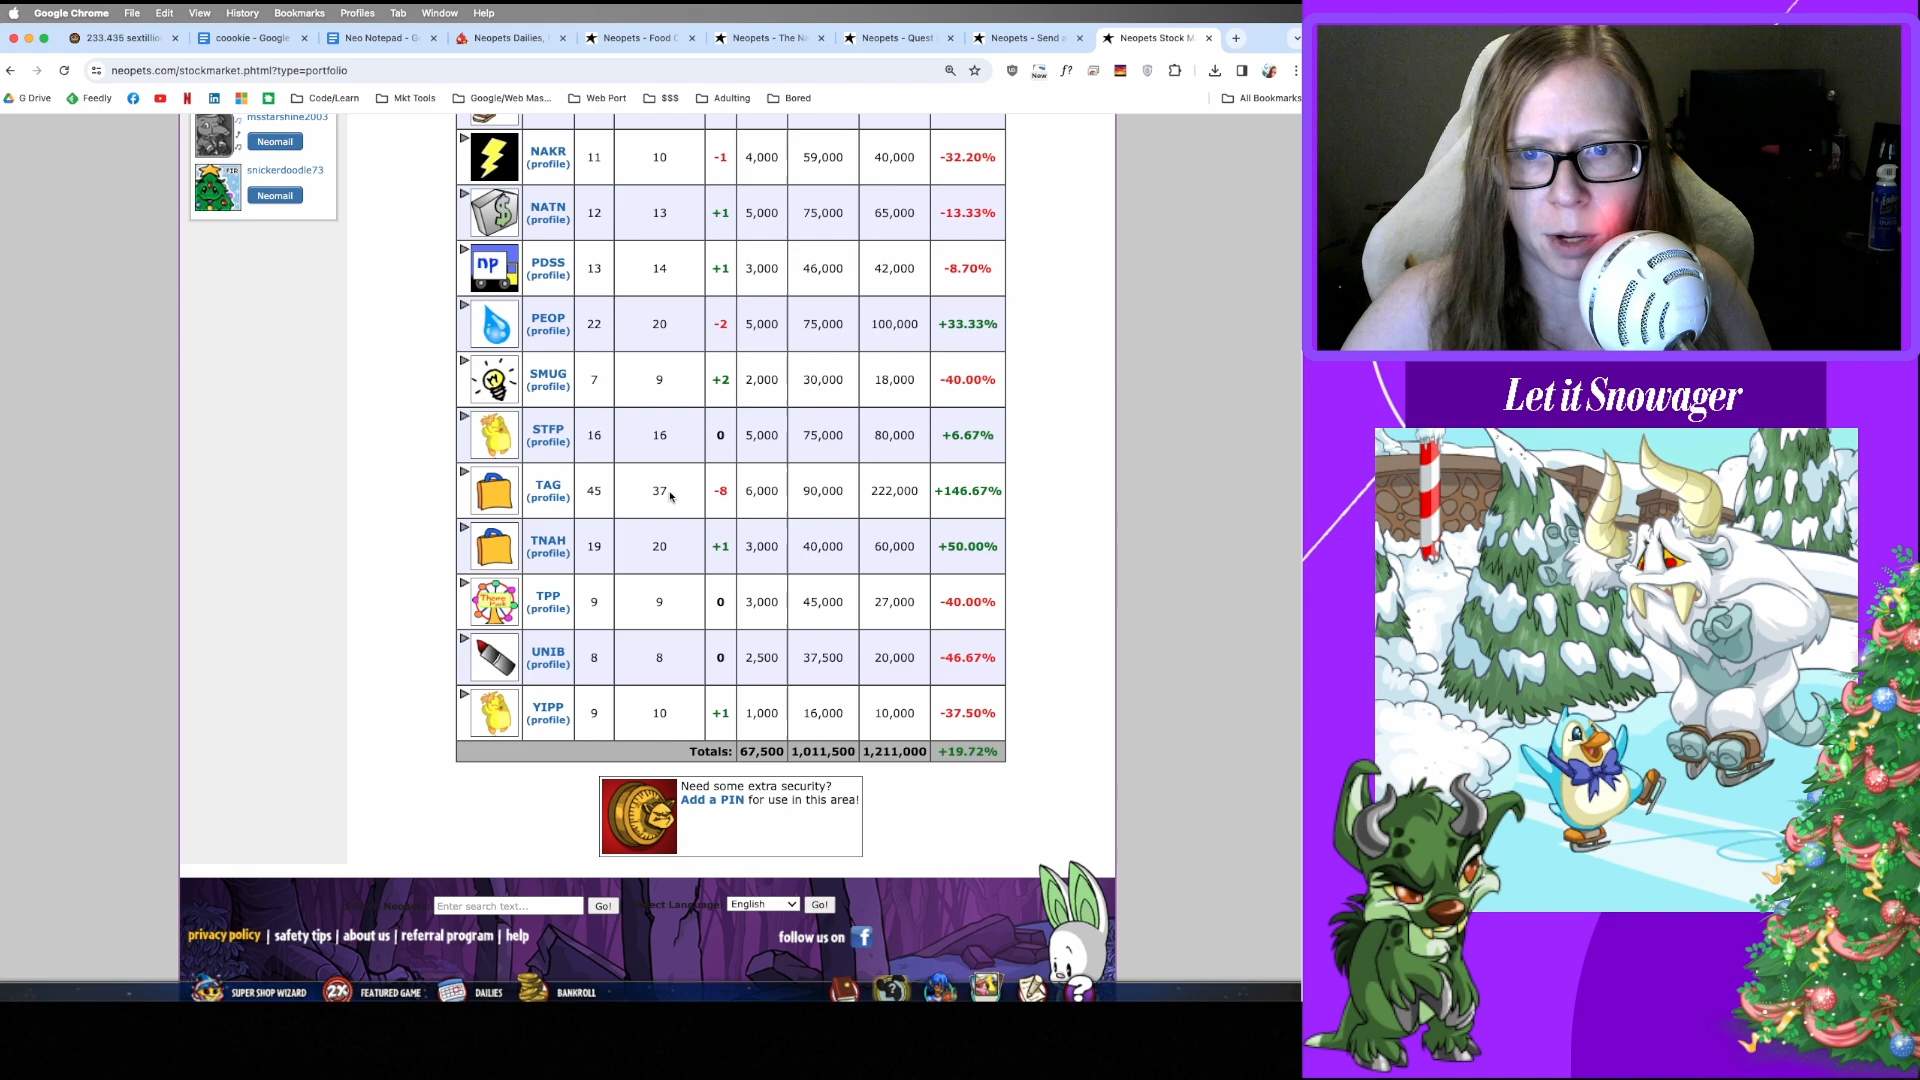 Google Chrome File Edit View History Bookmarks Profiles Tab Window Help
233.435 sextillio coookie - Google Neo Notepad - G Neopets Dailies, Neopets - Food C Neopets - The N Neopets - Quest Neopets - Send a Neopets Stock M
neopets.com/stockmarket.phtml?type=portfolio
New f?
G Drive Feedly Code/Learn Mkt Tools Google/Web Mas... Web Port $$$ Adulting Bored All Bookmarks
msstarshine2003
Neomail
snickerdoodle73
Neomail
NAKR (profile) 11 10 -1 4,000 59,000 40,000 -32.20%
NATN (profile) 12 13 +1 5,000 75,000 65,000 -13.33%
np PDSS (profile) 13 14 +1 3,000 46,000 42,000 -8.70%
PEOP (profile) 22 20 -2 5,000 75,000 100,000 +33.33%
SMUG (profile) 7 9 +2 2,000 30,000 18,000 -40.00%
STFP (profile) 16 16 0 5,000 75,000 80,000 +6.67%
TAG (profile) 45 37 -8 6,000 90,000 222,000 +146.67%
TNAH (profile) 19 20 +1 3,000 40,000 60,000 +50.00%
Theme Park TPP (profile) 9 9 0 3,000 45,000 27,000 -40.00%
UNIB (profile) 8 8 0 2,500 37,500 20,000 -46.67%
YIPP (profile) 9 10 +1 1,000 16,000 10,000 -37.50%
Totals: 67,500 1,011,500 1,211,000 +19.72%
Need some extra security?
Add a PIN for use in this area!
Enter search text... Go! Language English Go!
privacy policy | safety tips | about us | referral program | help
follow us on f
SUPER SHOP WIZARD 2X FEATURED GAME DAILIES BANKROLL
Let it Snowager